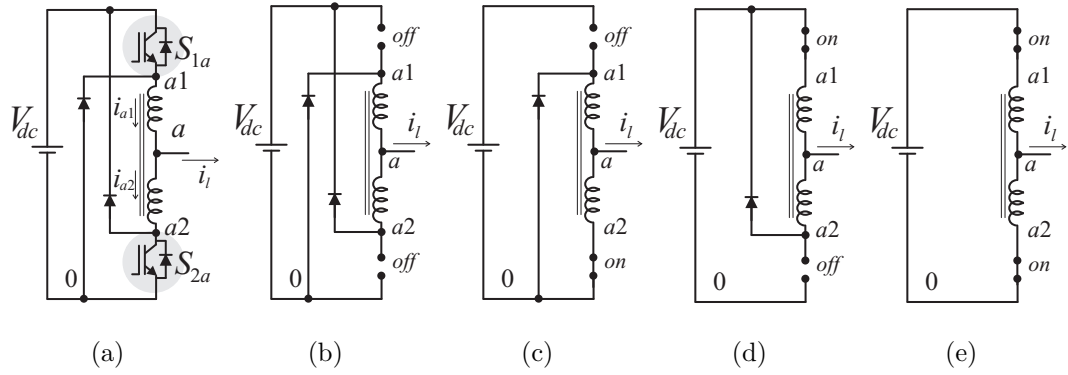 V_dc
S_1a
a1
i_a1
a
i_l
i_a2
a2
S_2a
0
(a)
V_dc
off
a1
i_l
a
a2
off
0
(b)
V_dc
off
a1
i_l
a
a2
on
0
(c)
V_dc
on
a1
i_l
a
a2
off
0
(d)
V_dc
on
a1
i_l
a
a2
on
0
(e)